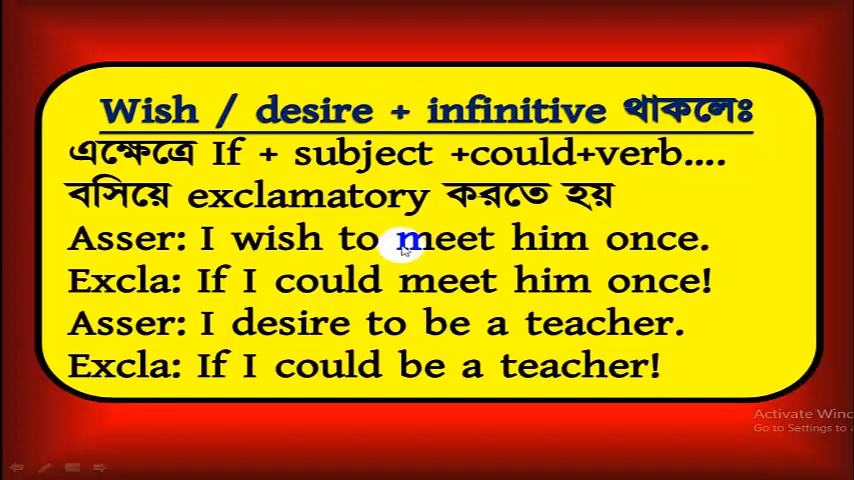 Wish / desire + infinitive থাকলেঃ
এক্ষেত্রে If + subject +could+verb....
বসিয়ে exclamatory করতে হয়
Asser: I wish to meet him once.
Excla: If I could meet him once!
Asser: I desire to be a teacher.
Excla: If I could be a teacher!
Activate Wind
Go to Settings to a